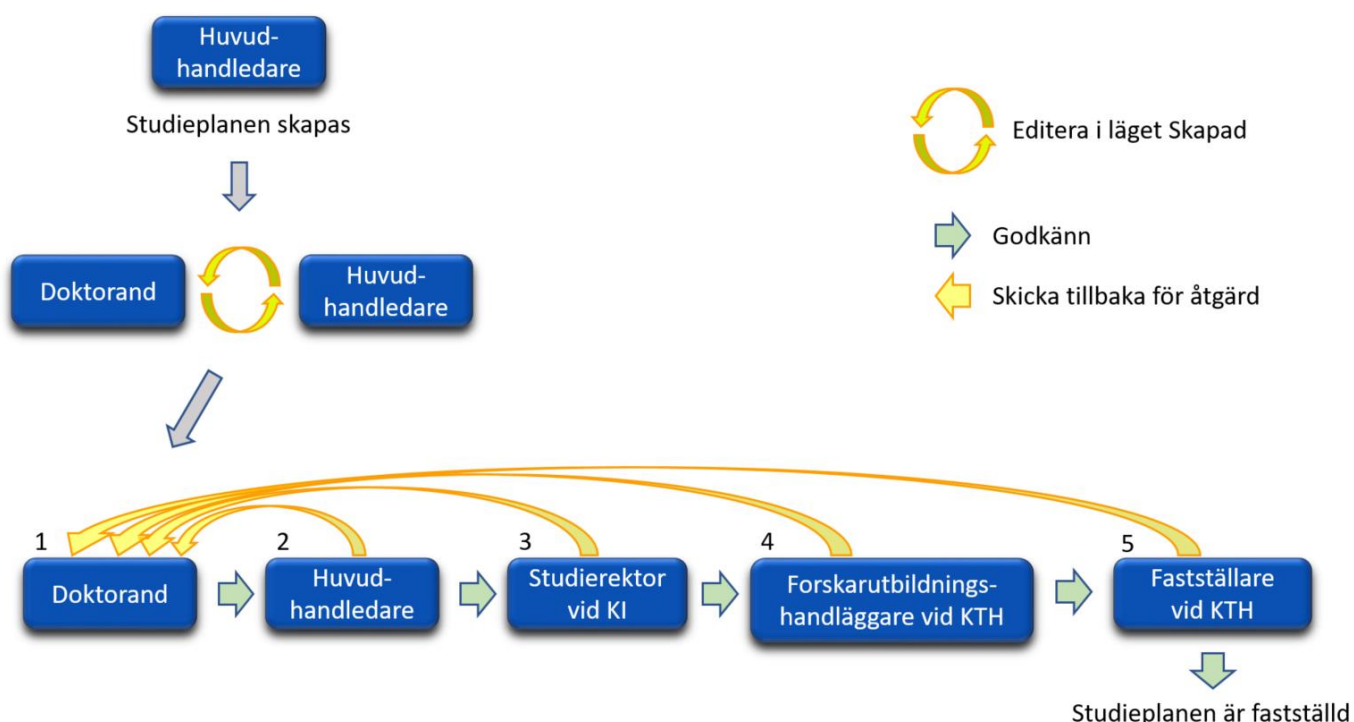 Huvud-
handledare
Studieplanen skapas
Editera i läget Skapad
Godkänn
Skicka tillbaka för åtgärd
Doktorand
Huvud-
handledare
1
Doktorand
2
Huvud-
handledare
3
Studierektor
vid KI
4
Forskarutbildnings-
handläggare vid KTH
5
Fastställare
vid KTH
Studieplanen är fastställd